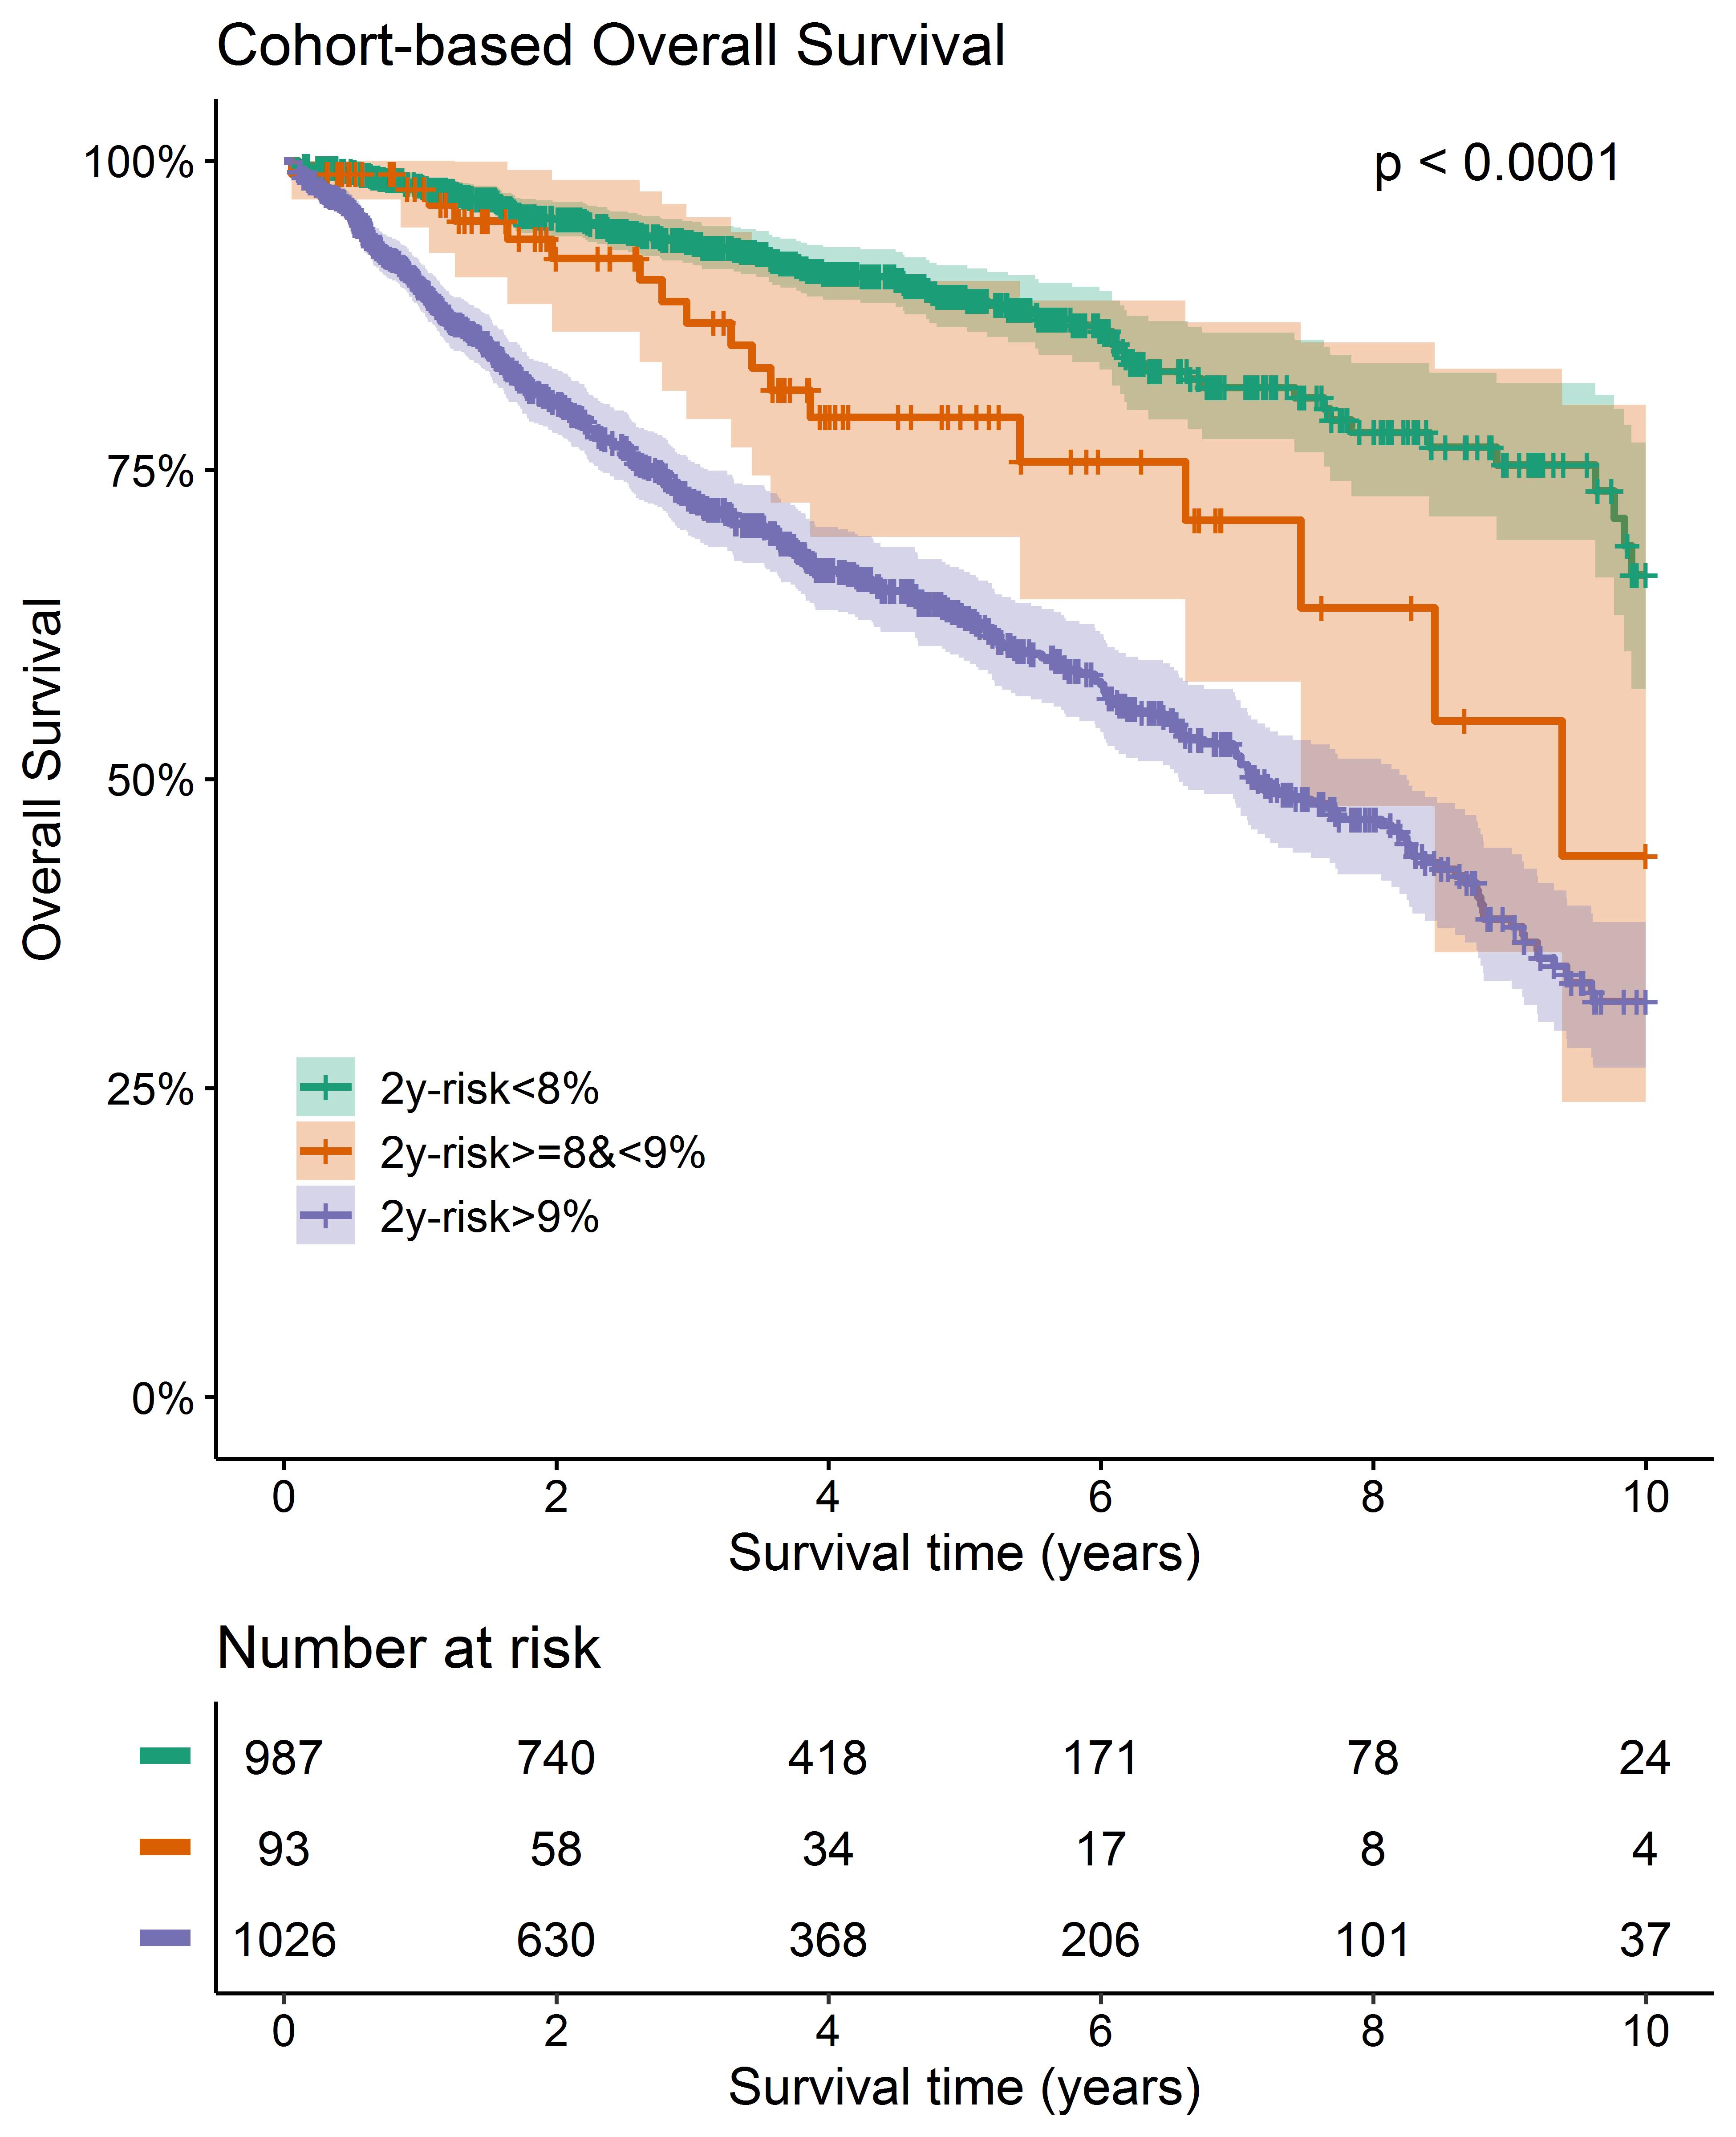 Cohort-based Overall Survival
p < 0.0001
100%
75%
50%
25%
0%
Overall Survival
2y-risk<8%
2y-risk>=8&<9%
2y-risk>9%
0 2 4 6 8 10
Survival time (years)
Number at risk
987 740 418 171 78 24
93 58 34 17 8 4
1026 630 368 206 101 37
0 2 4 6 8 10
Survival time (years)